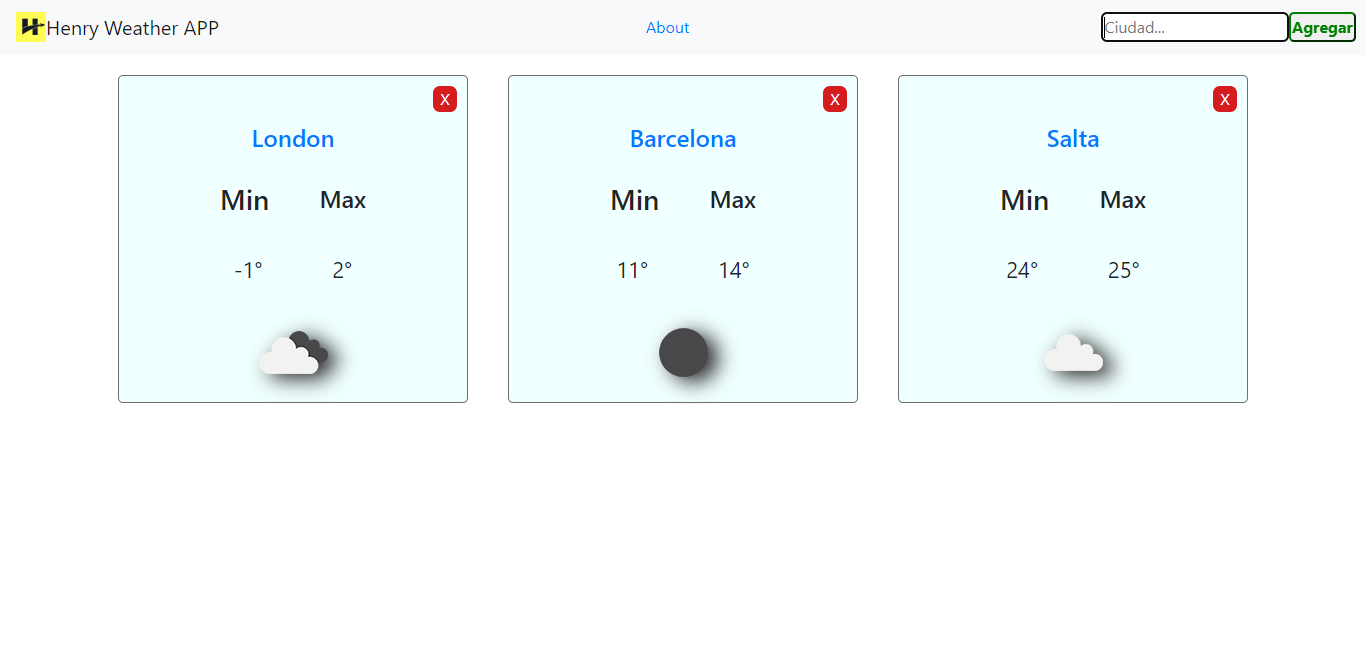 Henry Weather APP About Ciudad... Agregar
X X X
London Barcelona Salta
Min Max Min Max Min Max
-1° 2° 11° 14° 24° 25°